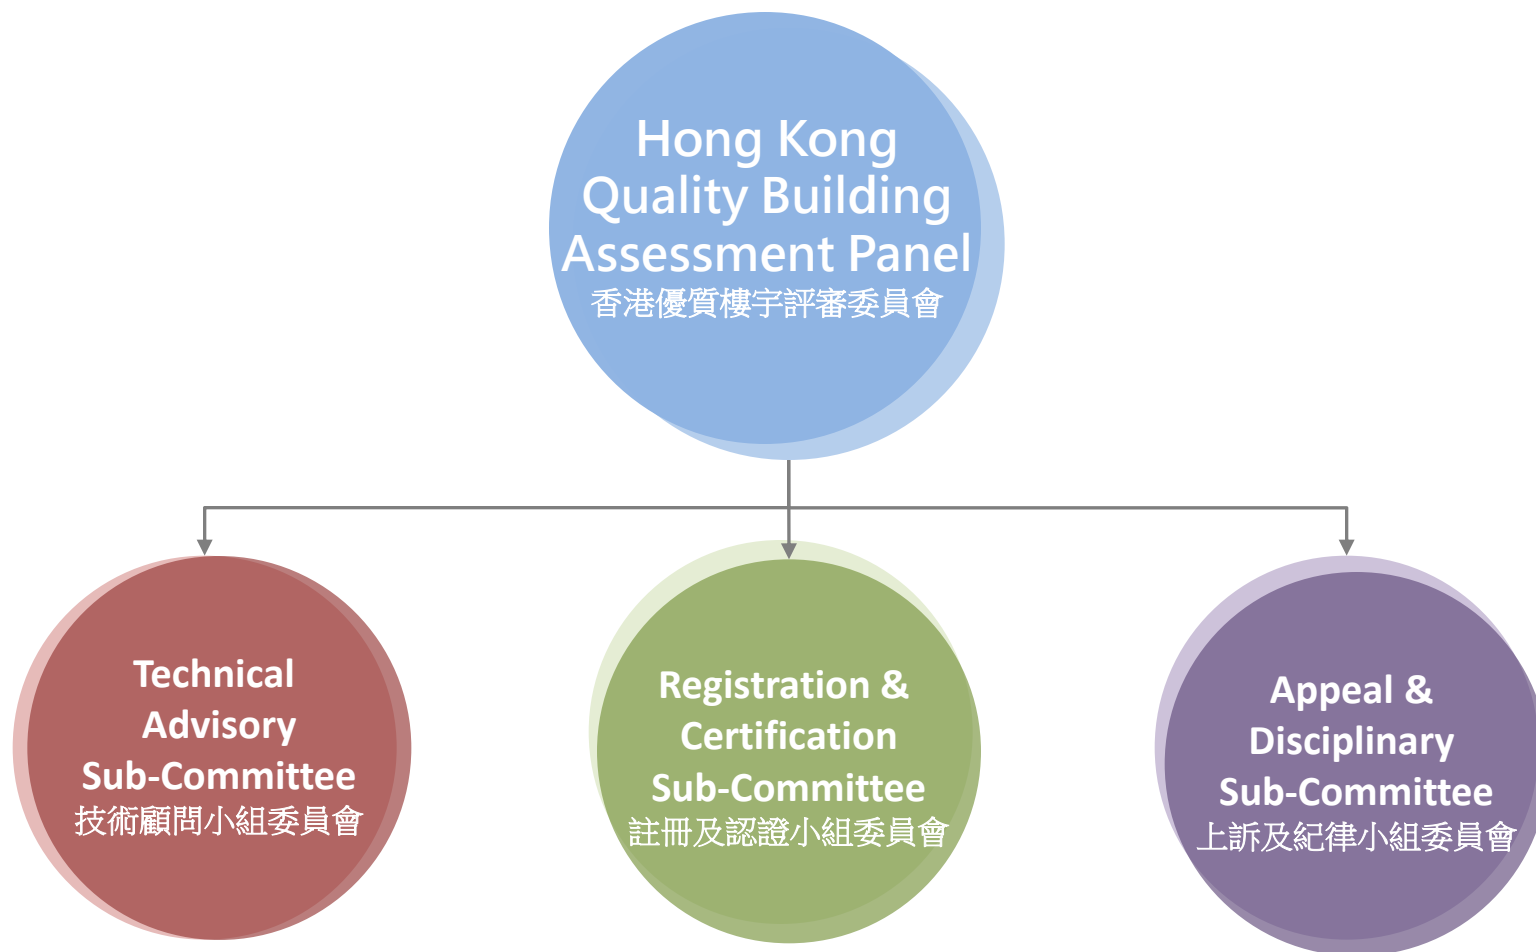 Hong Kong
Quality Building
Assessment Panel
香港優質樓宇評審委員會
Technical
Advisory
Sub-Committee
技術顧問小組委員會
Registration &
Certification
Sub-Committee
註冊及認證小組委員會
Appeal &
Disciplinary
Sub-Committee
上訴及紀律小組委員會